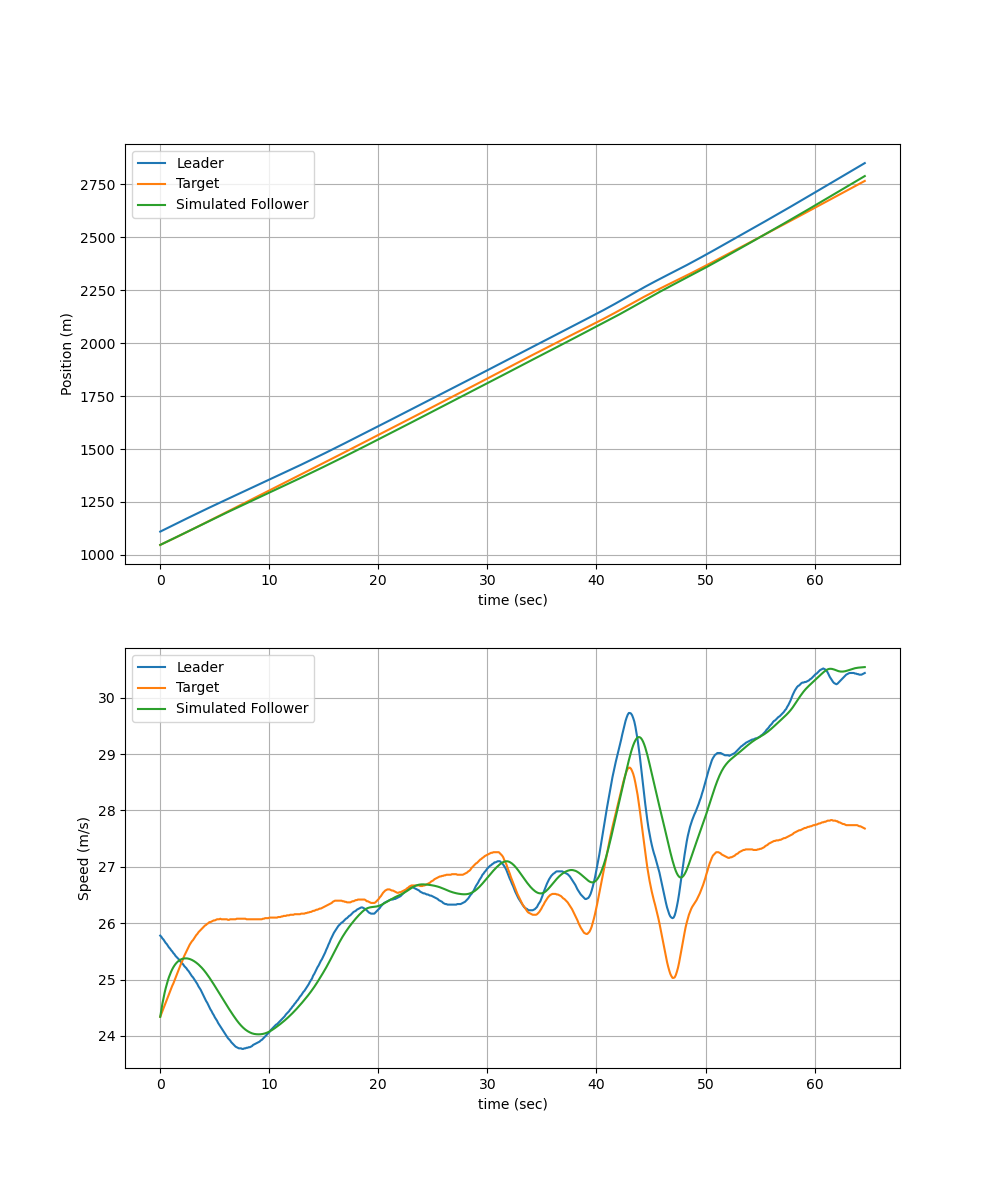 Leader
Target
Simulated Follower
2750
2500
2250
2000
1750
1500
1250
1000
Position (m)
0 10 20 30 40 50 60
time (sec)
Leader
Target
Simulated Follower
30
29
28
27
26
25
24
Speed (m/s)
0 10 20 30 40 50 60
time (sec)